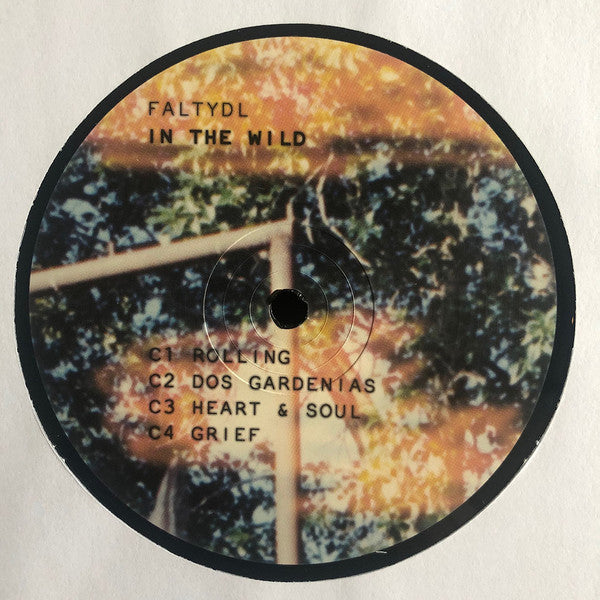 FALTYDL
IN THE WILD
C1 ROLLING
C2 DOS GARDENIAS
C3 HEART & SOUL
C4 GRIEF